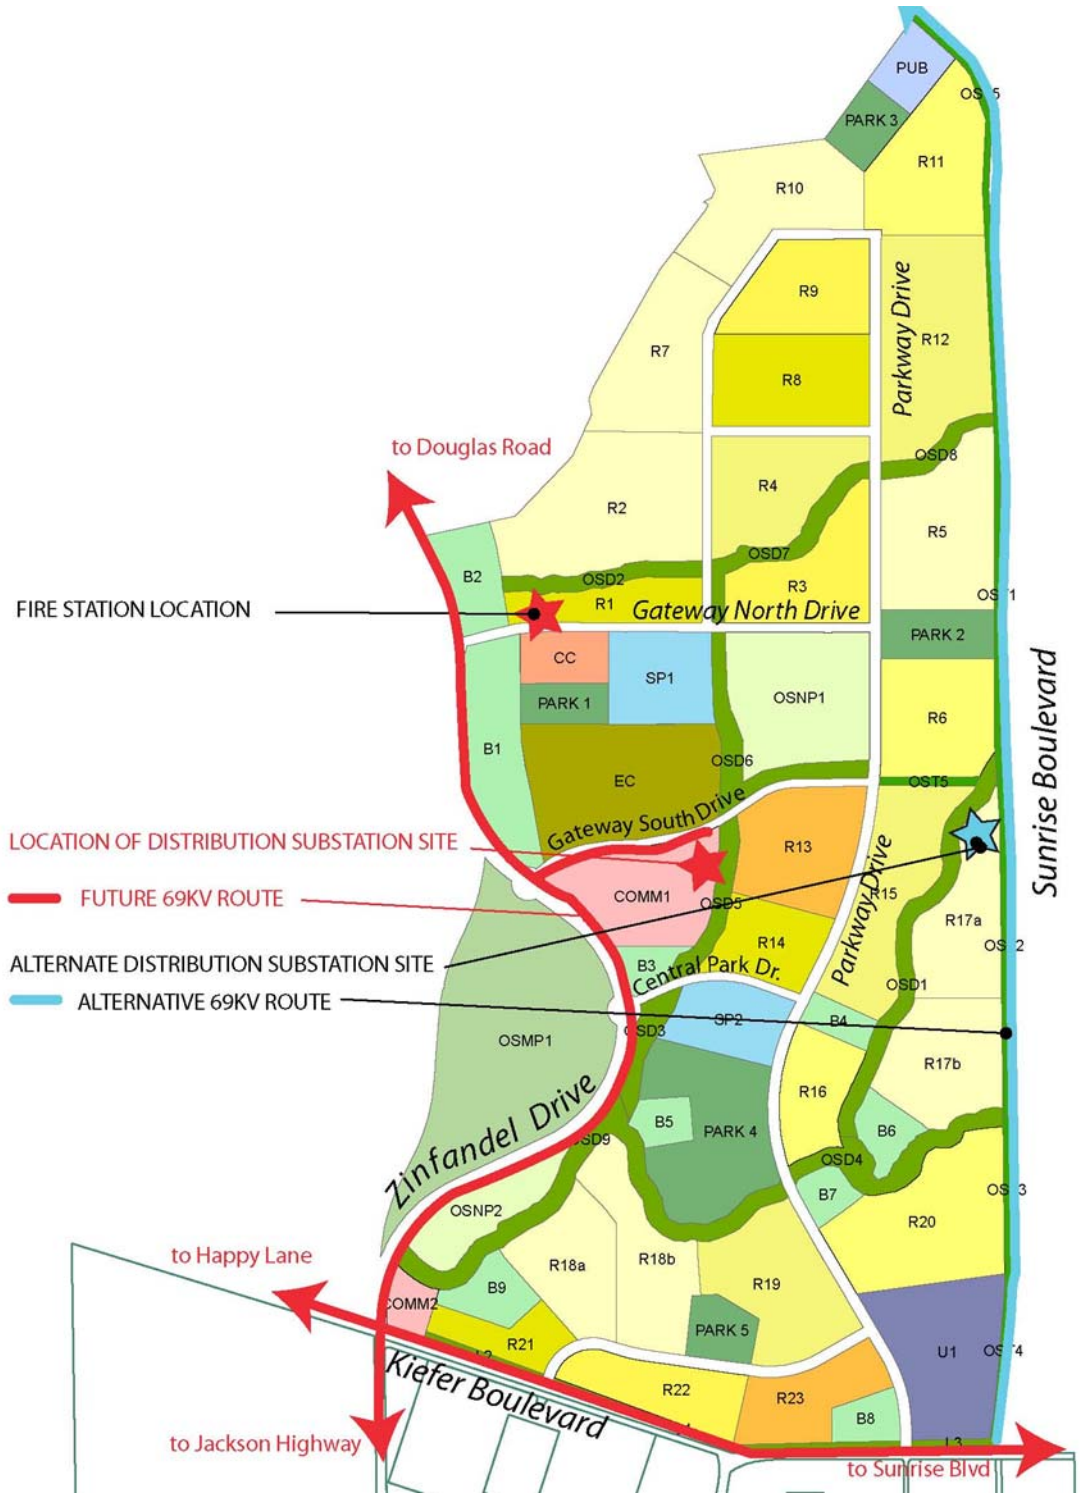 PUB
OS 5
PARK 3
R11
R10
Parkway Drive
R9
R12
R7
R8
to Douglas Road
OSD8
R4
R2
R5
OSD7
B2
OSD2
R3
OS 1
FIRE STATION LOCATION
R1
Gateway North Drive
PARK 2
CC
SP1
OSNP1
Sunrise Boulevard
PARK 1
R6
B1
OSD6
EC
OST5
Gateway South Drive
LOCATION OF DISTRIBUTION SUBSTATION SITE
R13
FUTURE 69KV ROUTE
COMM1
OSD5
Parkway Drive
R15
R17a
R14
OS 2
ALTERNATE DISTRIBUTION SUBSTATION SITE
B3
Central Park Dr.
OSD1
ALTERNATIVE 69KV ROUTE
SP2
B4
OSD3
OSMP1
R17b
R16
Zinfandel Drive
B5
PARK 4
B6
SD9
OSD4
OS 3
B7
OSNP2
R20
to Happy Lane
R18a
R18b
R19
B9
COMM2
PARK 5
R21
U1
OS 4
L2
Kiefer Boulevard
R22
R23
B8
to Jackson Highway
L3
to Sunrise Blvd